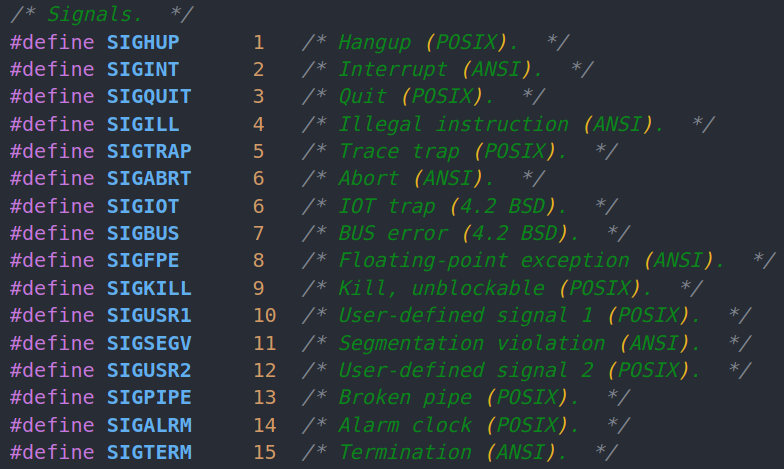 /* Signals.  */
#define SIGHUP      1   /* Hangup (POSIX).  */
#define SIGINT      2   /* Interrupt (ANSI).  */
#define SIGQUIT     3   /* Quit (POSIX).  */
#define SIGILL      4   /* Illegal instruction (ANSI).  */
#define SIGTRAP     5   /* Trace trap (POSIX).  */
#define SIGABRT     6   /* Abort (ANSI).  */
#define SIGIOT      6   /* IOT trap (4.2 BSD).  */
#define SIGBUS      7   /* BUS error (4.2 BSD).  */
#define SIGFPE      8   /* Floating-point exception (ANSI).  */
#define SIGKILL     9   /* Kill, unblockable (POSIX).  */
#define SIGUSR1     10  /* User-defined signal 1 (POSIX).  */
#define SIGSEGV     11  /* Segmentation violation (ANSI).  */
#define SIGUSR2     12  /* User-defined signal 2 (POSIX).  */
#define SIGPIPE     13  /* Broken pipe (POSIX).  */
#define SIGALRM     14  /* Alarm clock (POSIX).  */
#define SIGTERM     15  /* Termination (ANSI).  */